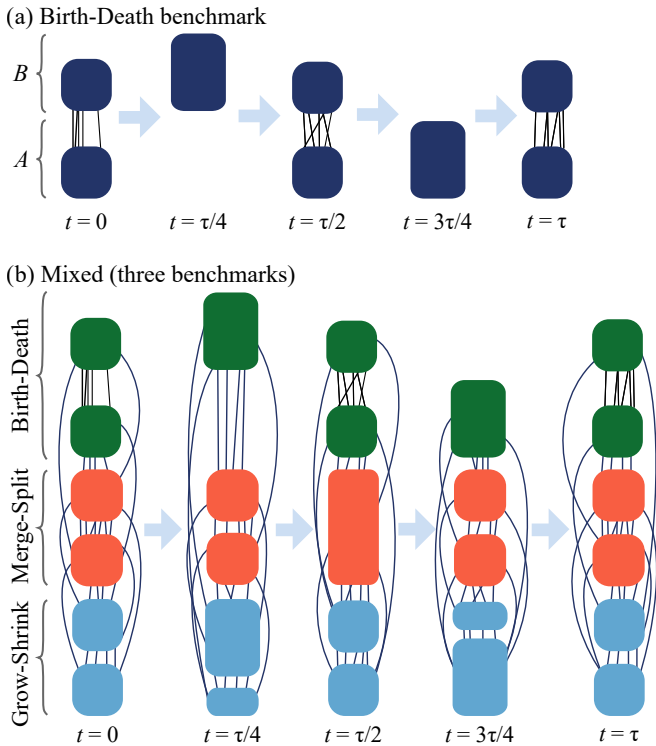 (a) Birth-Death benchmark
B
A
t = 0 t = τ/4 t = τ/2 t = 3τ/4 t = τ
(b) Mixed (three benchmarks)
Birth-Death
Merge-Split
Grow-Shrink
t = 0 t = τ/4 t = τ/2 t = 3τ/4 t = τ